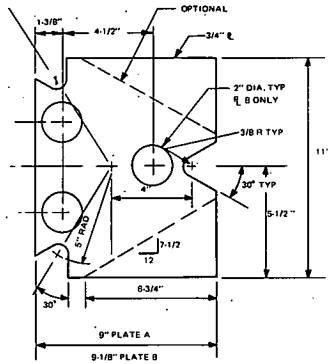 OPTIONAL
1-3/8"
4-1/2"
3/4" ℄
2" DIA. TYP
℄ B ONLY
3/8 R TYP
11"
4"
30° TYP
5-1/2"
5" RAD
7-1/2
12
30°
6-3/4"
9" PLATE A
9-1/8" PLATE B